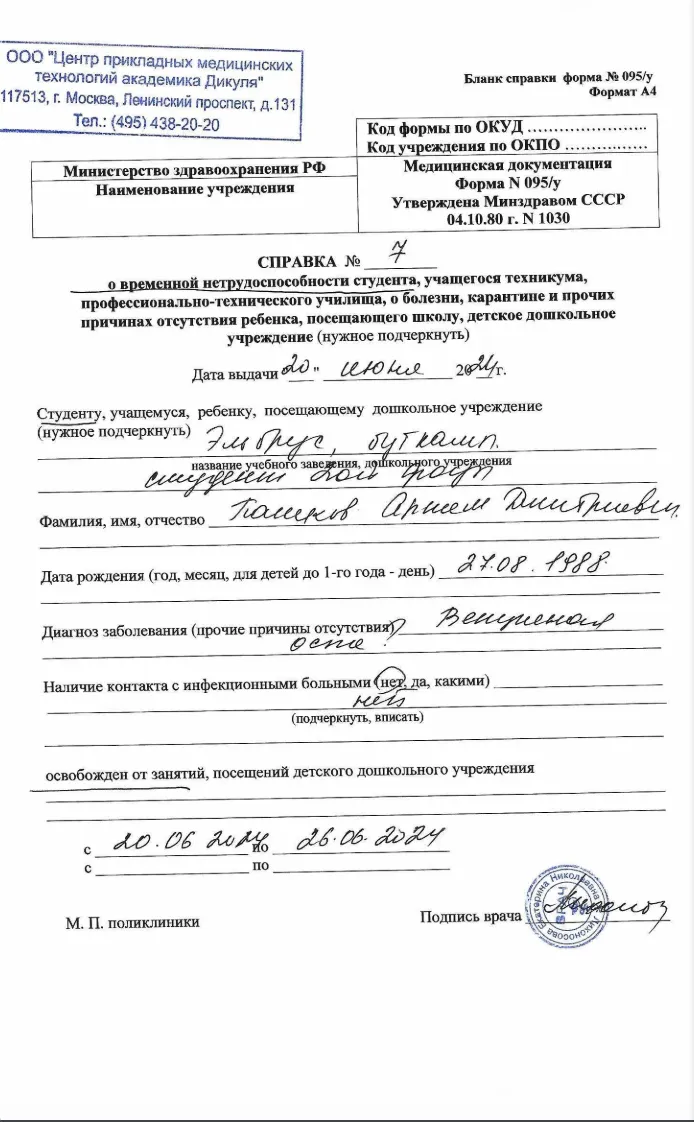 ООО "Центр прикладных медицинских
технологий академика Дикуля"
117513, г. Москва, Ленинский проспект, д.131
Тел.: (495) 438-20-20
Бланк справки форма № 095/у
Формат А4
Код формы по ОКУД ......................
Код учреждения по ОКПО ................
Министерство здравоохранения РФ
Наименование учреждения
Медицинская документация
Форма N 095/у
Утверждена Минздравом СССР
04.10.80 г. N 1030
СПРАВКА № 7
о временной нетрудоспособности студента, учащегося техникума,
профессионально-технического училища, о болезни, карантине и прочих
причинах отсутствия ребенка, посещающего школу, детское дошкольное
учреждение (нужное подчеркнуть)
Дата выдачи 20 " июня 2024 г.
Студенту, учащемуся, ребенку, посещающему дошкольное учреждение
(нужное подчеркнуть) Эльбрус, буткамп.
название учебного заведения, дошкольного учреждения
студент
Фамилия, имя, отчество Пашков Артем Дмитриевич
Дата рождения (год, месяц, для детей до 1-го года - день) 27.08.1988.
Диагноз заболевания (прочие причины отсутствия) Ветряная
оспа.
Наличие контакта с инфекционными больными (нет, да, какими)
нет
(подчеркнуть, вписать)
освобожден от занятий, посещений детского дошкольного учреждения
с 20.06 2024 по 26.06.2024
с по
М. П. поликлиники
Подпись врача
Лихоносова Екатерина Николаевна
ВРАЧ